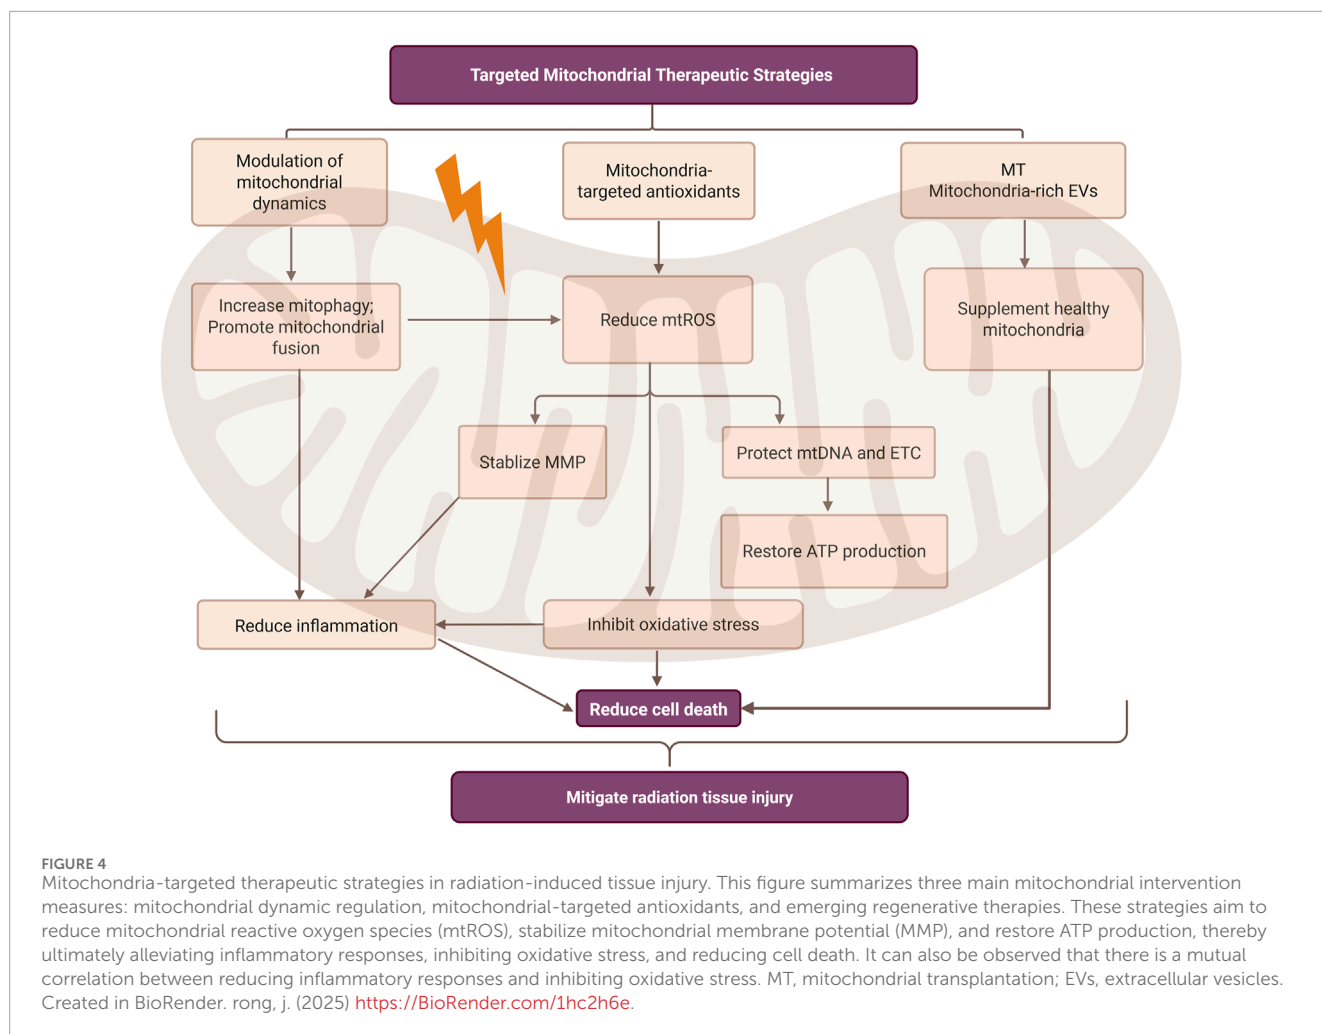 Targeted Mitochondrial Therapeutic Strategies
Modulation of
mitochondrial
dynamics
Mitochondria-
targeted antioxidants
MT
Mitochondria-rich EVs
Increase mitophagy;
Promote mitochondrial
fusion
Reduce mtROS
Supplement healthy
mitochondria
Stablize MMP
Protect mtDNA and ETC
Restore ATP production
Reduce inflammation
Inhibit oxidative stress
Reduce cell death
Mitigate radiation tissue injury
FIGURE 4
Mitochondria-targeted therapeutic strategies in radiation-induced tissue injury. This figure summarizes three main mitochondrial intervention
measures: mitochondrial dynamic regulation, mitochondrial-targeted antioxidants, and emerging regenerative therapies. These strategies aim to
reduce mitochondrial reactive oxygen species (mtROS), stabilize mitochondrial membrane potential (MMP), and restore ATP production, thereby
ultimately alleviating inflammatory responses, inhibiting oxidative stress, and reducing cell death. It can also be observed that there is a mutual
correlation between reducing inflammatory responses and inhibiting oxidative stress. MT, mitochondrial transplantation; EVs, extracellular vesicles.
Created in BioRender. rong, j. (2025) https://BioRender.com/1hc2h6e.